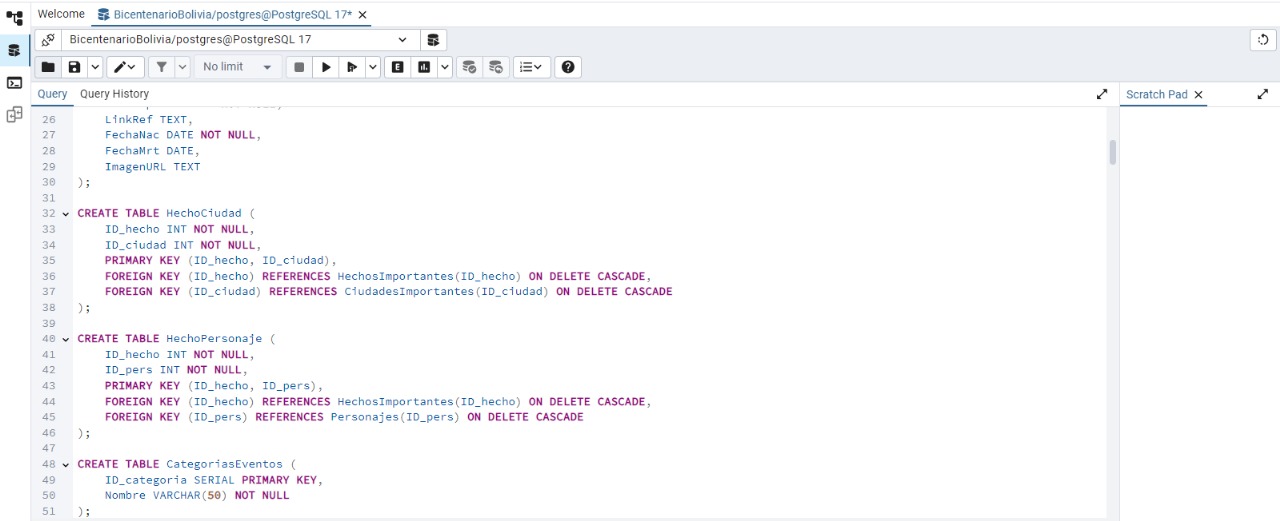 Welcome
BicentenarioBolivia/postgres@PostgreSQL 17*
BicentenarioBolivia/postgres@PostgreSQL 17
No limit
Query
Query History
Scratch Pad
26 LinkRef TEXT,
27 FechaNac DATE NOT NULL,
28 FechaMrt DATE,
29 ImagenURL TEXT
30 );
31
32 CREATE TABLE HechoCiudad (
33 ID_hecho INT NOT NULL,
34 ID_ciudad INT NOT NULL,
35 PRIMARY KEY (ID_hecho, ID_ciudad),
36 FOREIGN KEY (ID_hecho) REFERENCES HechosImportantes(ID_hecho) ON DELETE CASCADE,
37 FOREIGN KEY (ID_ciudad) REFERENCES CiudadesImportantes(ID_ciudad) ON DELETE CASCADE
38 );
39
40 CREATE TABLE HechoPersonaje (
41 ID_hecho INT NOT NULL,
42 ID_pers INT NOT NULL,
43 PRIMARY KEY (ID_hecho, ID_pers),
44 FOREIGN KEY (ID_hecho) REFERENCES HechosImportantes(ID_hecho) ON DELETE CASCADE,
45 FOREIGN KEY (ID_pers) REFERENCES Personajes(ID_pers) ON DELETE CASCADE
46 );
47
48 CREATE TABLE CategoriasEventos (
49 ID_categoria SERIAL PRIMARY KEY,
50 Nombre VARCHAR(50) NOT NULL
51 );